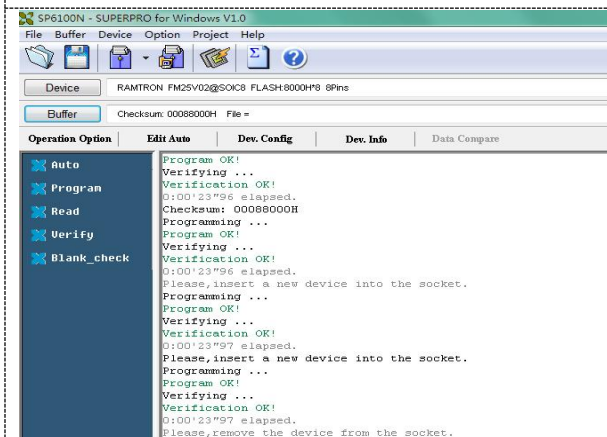 SP6100N - SUPERPRO for Windows V1.0
File Buffer Device Option Project Help
Device RAMTRON FM25V02@SOIC8 FLASH:8000H*8 8Pins
Buffer Checksum: 00088000H File =
Operation Option Edit Auto Dev. Config Dev. Info Data Compare
Auto
Program
Read
Verify
Blank_check
Program OK!
Verifying ...
Verification OK!
0:00'23"96 elapsed.
Checksum: 00088000H
Programming ...
Program OK!
Verifying ...
Verification OK!
0:00'23"96 elapsed.
Please,insert a new device into the socket.
Programming ...
Program OK!
Verifying ...
Verification OK!
0:00'23"97 elapsed.
Please,insert a new device into the socket.
Programming ...
Program OK!
Verifying ...
Verification OK!
0:00'23"97 elapsed.
Please,remove the device from the socket.